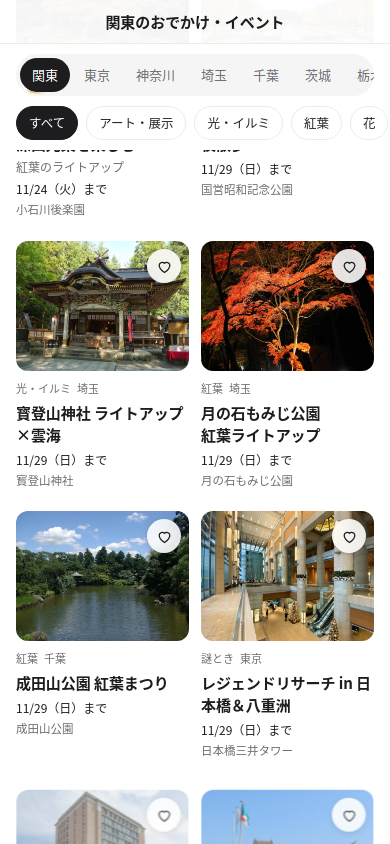 関東のおでかけ・イベント
関東 東京 神奈川 埼玉 千葉 茨城
すべて アート・展示 光・イルミ 紅葉 花
紅葉のライトアップ
11/24（火）まで
小石川後楽園
11/29（日）まで
国営昭和記念公園
光・イルミ 埼玉
寳登山神社 ライトアップ
×雲海
11/29（日）まで
寳登山神社
紅葉 埼玉
月の石もみじ公園
紅葉ライトアップ
11/29（日）まで
月の石もみじ公園
紅葉 千葉
成田山公園 紅葉まつり
11/29（日）まで
成田山公園
謎とき 東京
レジェンドリサーチ in 日
本橋＆八重洲
11/29（日）まで
日本橋三井タワー